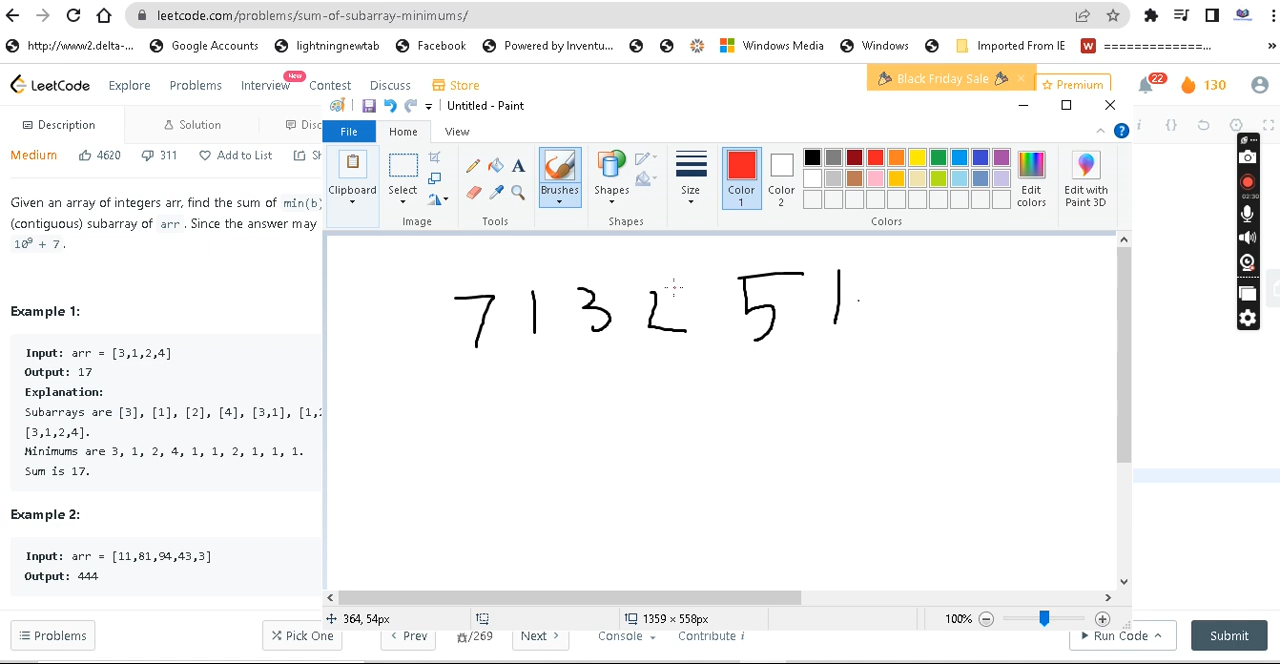 leetcode.com/problems/sum-of-subarray-minimums/
http://www2.delta-... Google Accounts lightningnewtab Facebook Powered by Inventu... Windows Media Windows Imported From IE W =============... »
LeetCode Explore Problems Interview New Contest Discuss Store Black Friday Sale × Premium 22 130
Untitled - Paint
Description Solution Disc
File Home View
Medium 4620 311 Add to List Sh
Clipboard Select Brushes Shapes Size Color 1 Color 2 Edit colors Edit with Paint 3D
Image Tools Shapes Colors
Given an array of integers arr, find the sum of min(b)
(contiguous) subarray of arr. Since the answer may
10⁹ + 7.
02:30
7 1 3 2 5 1
Example 1:
Input: arr = [3,1,2,4]
Output: 17
Explanation:
Subarrays are [3], [1], [2], [4], [3,1], [1,2
[3,1,2,4].
Minimums are 3, 1, 2, 4, 1, 1, 2, 1, 1, 1.
Sum is 17.
Example 2:
Input: arr = [11,81,94,43,3]
Output: 444
364, 54px 1359 × 558px 100%
Problems Pick One Prev /269 Next Console Contribute i Run Code Submit